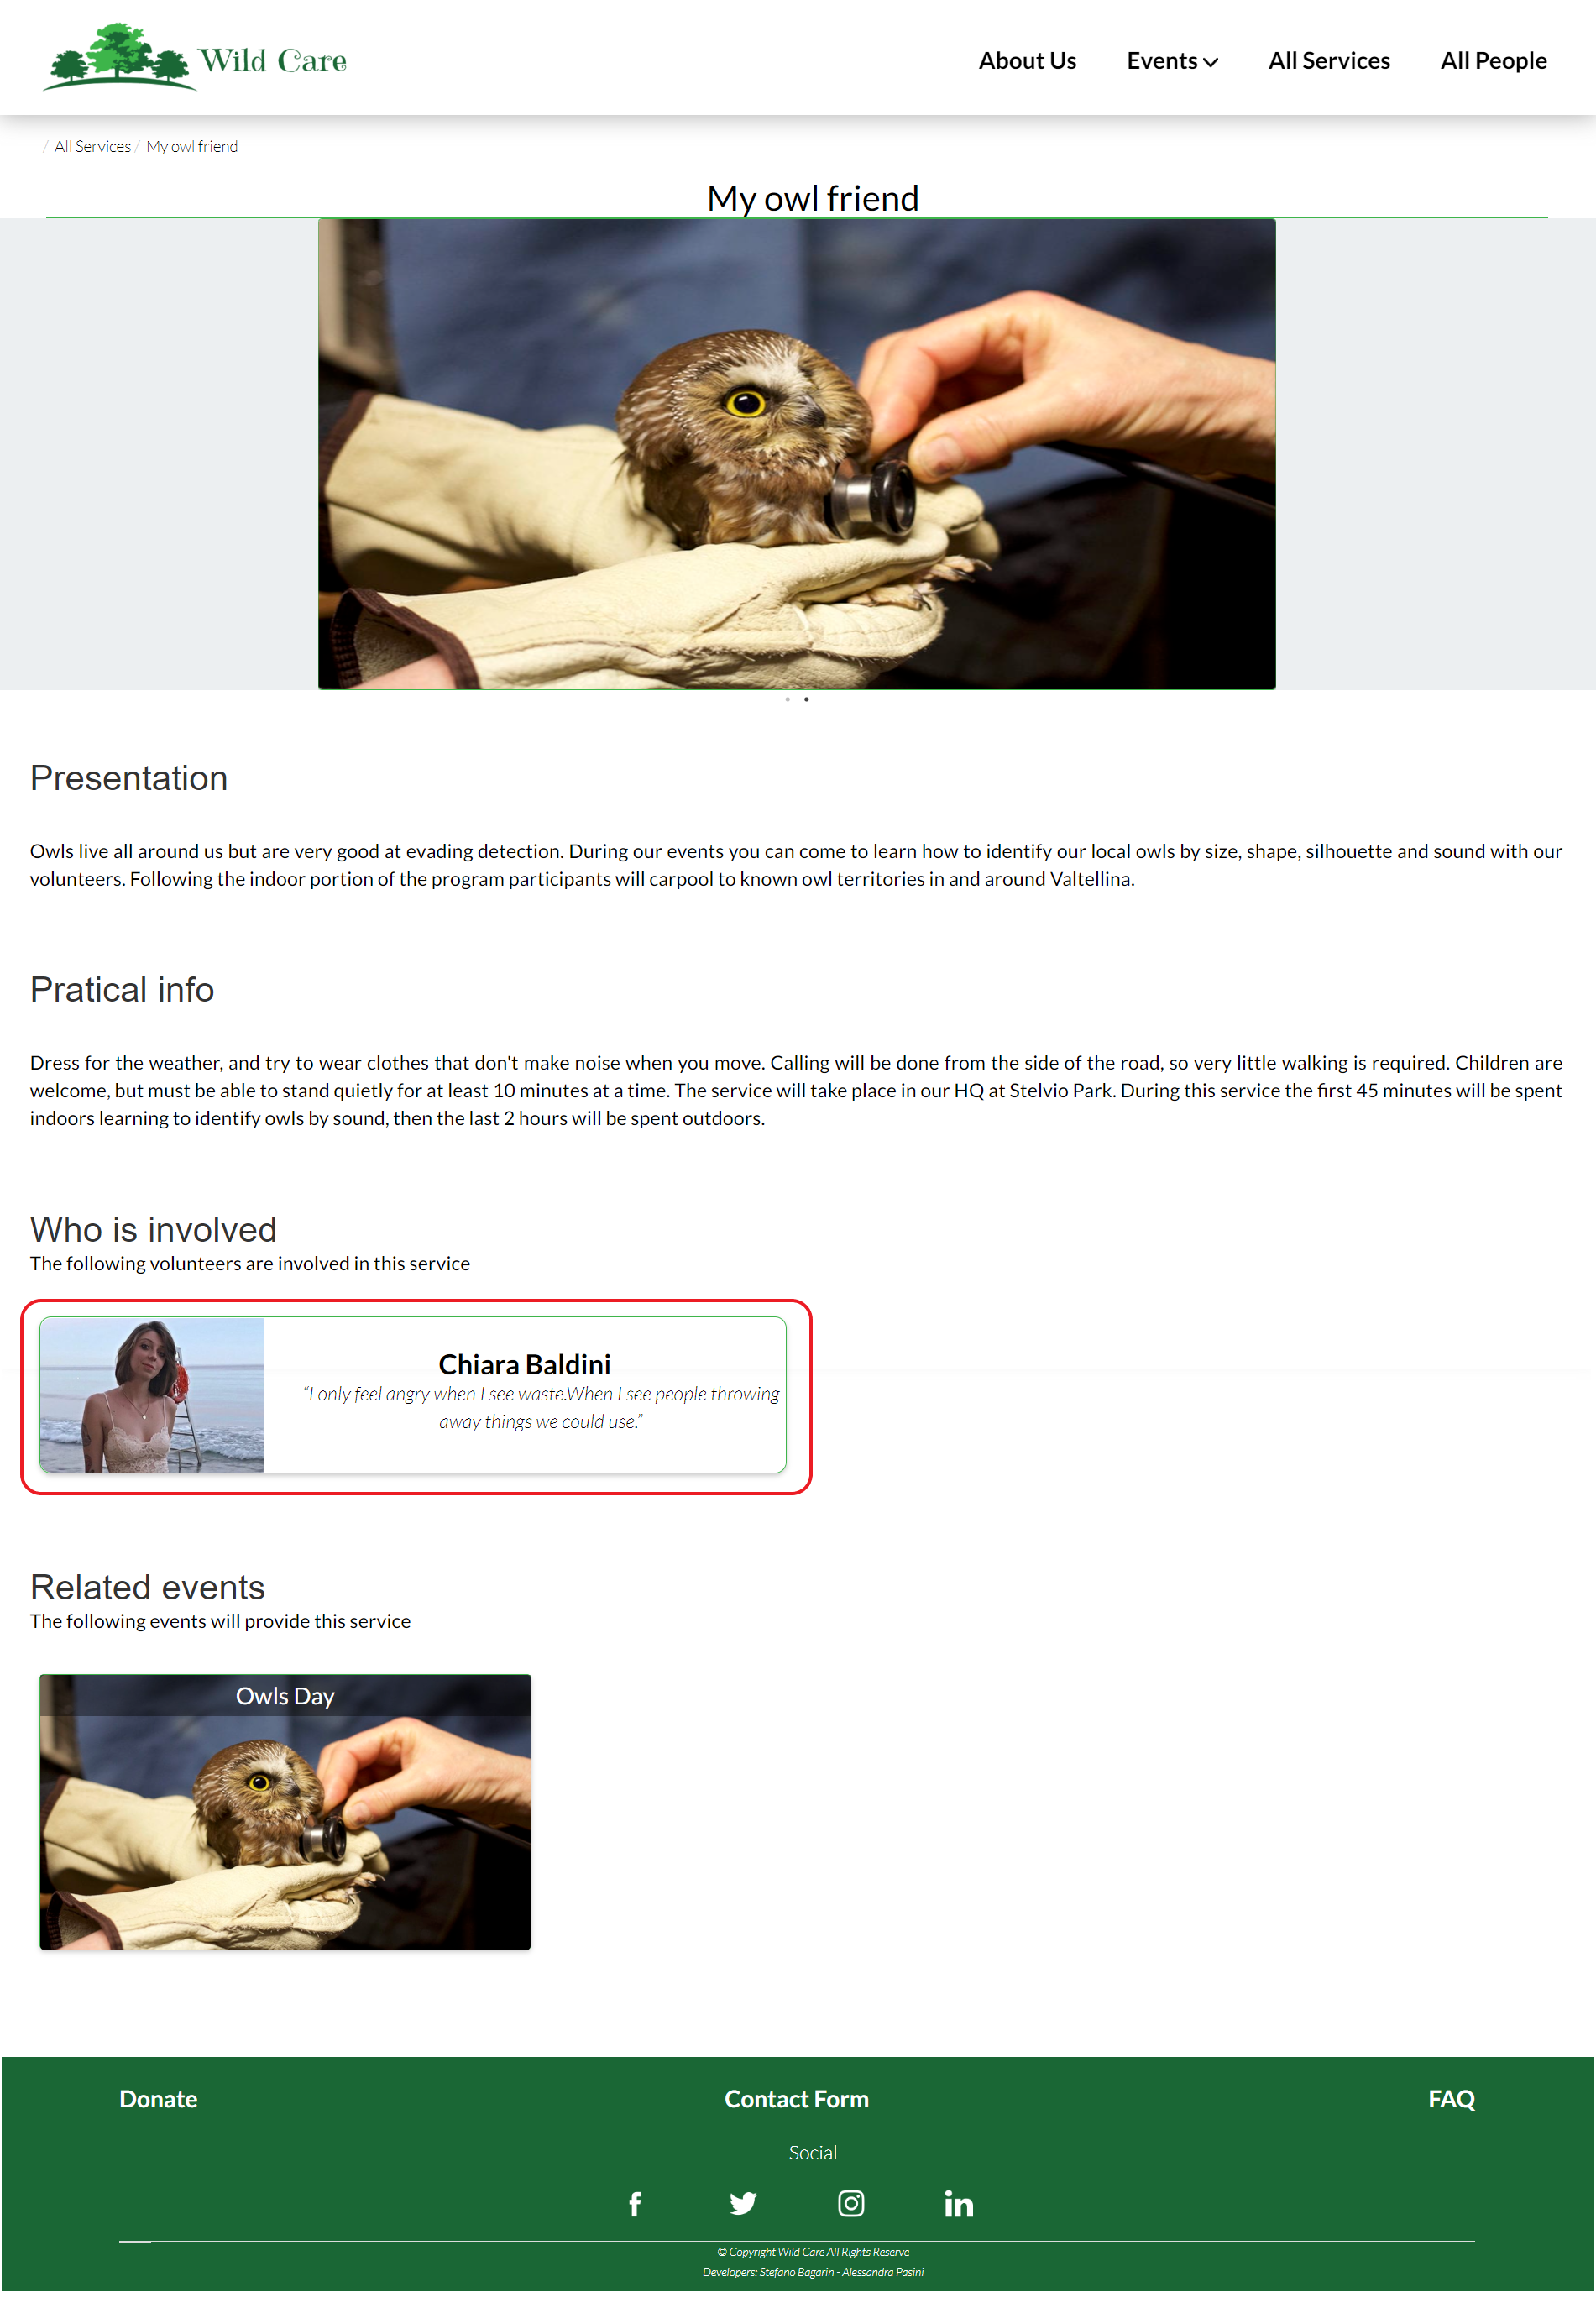 Wild Care
About Us
Events
All Services
All People
/ All Services / My owl friend
My owl friend
Presentation
Owls live all around us but are very good at evading detection. During our events you can come to learn how to identify our local owls by size, shape, silhouette and sound with our
volunteers. Following the indoor portion of the program participants will carpool to known owl territories in and around Valtellina.
Pratical info
Dress for the weather, and try to wear clothes that don't make noise when you move. Calling will be done from the side of the road, so very little walking is required. Children are
welcome, but must be able to stand quietly for at least 10 minutes at a time. The service will take place in our HQ at Stelvio Park. During this service the first 45 minutes will be spent
indoors learning to identify owls by sound, then the last 2 hours will be spent outdoors.
Who is involved
The following volunteers are involved in this service
Chiara Baldini
“I only feel angry when I see waste.When I see people throwing
away things we could use.”
Related events
The following events will provide this service
Owls Day
Donate
Contact Form
FAQ
Social
© Copyright Wild Care All Rights Reserve
Developers: Stefano Bagarin - Alessandra Pasini